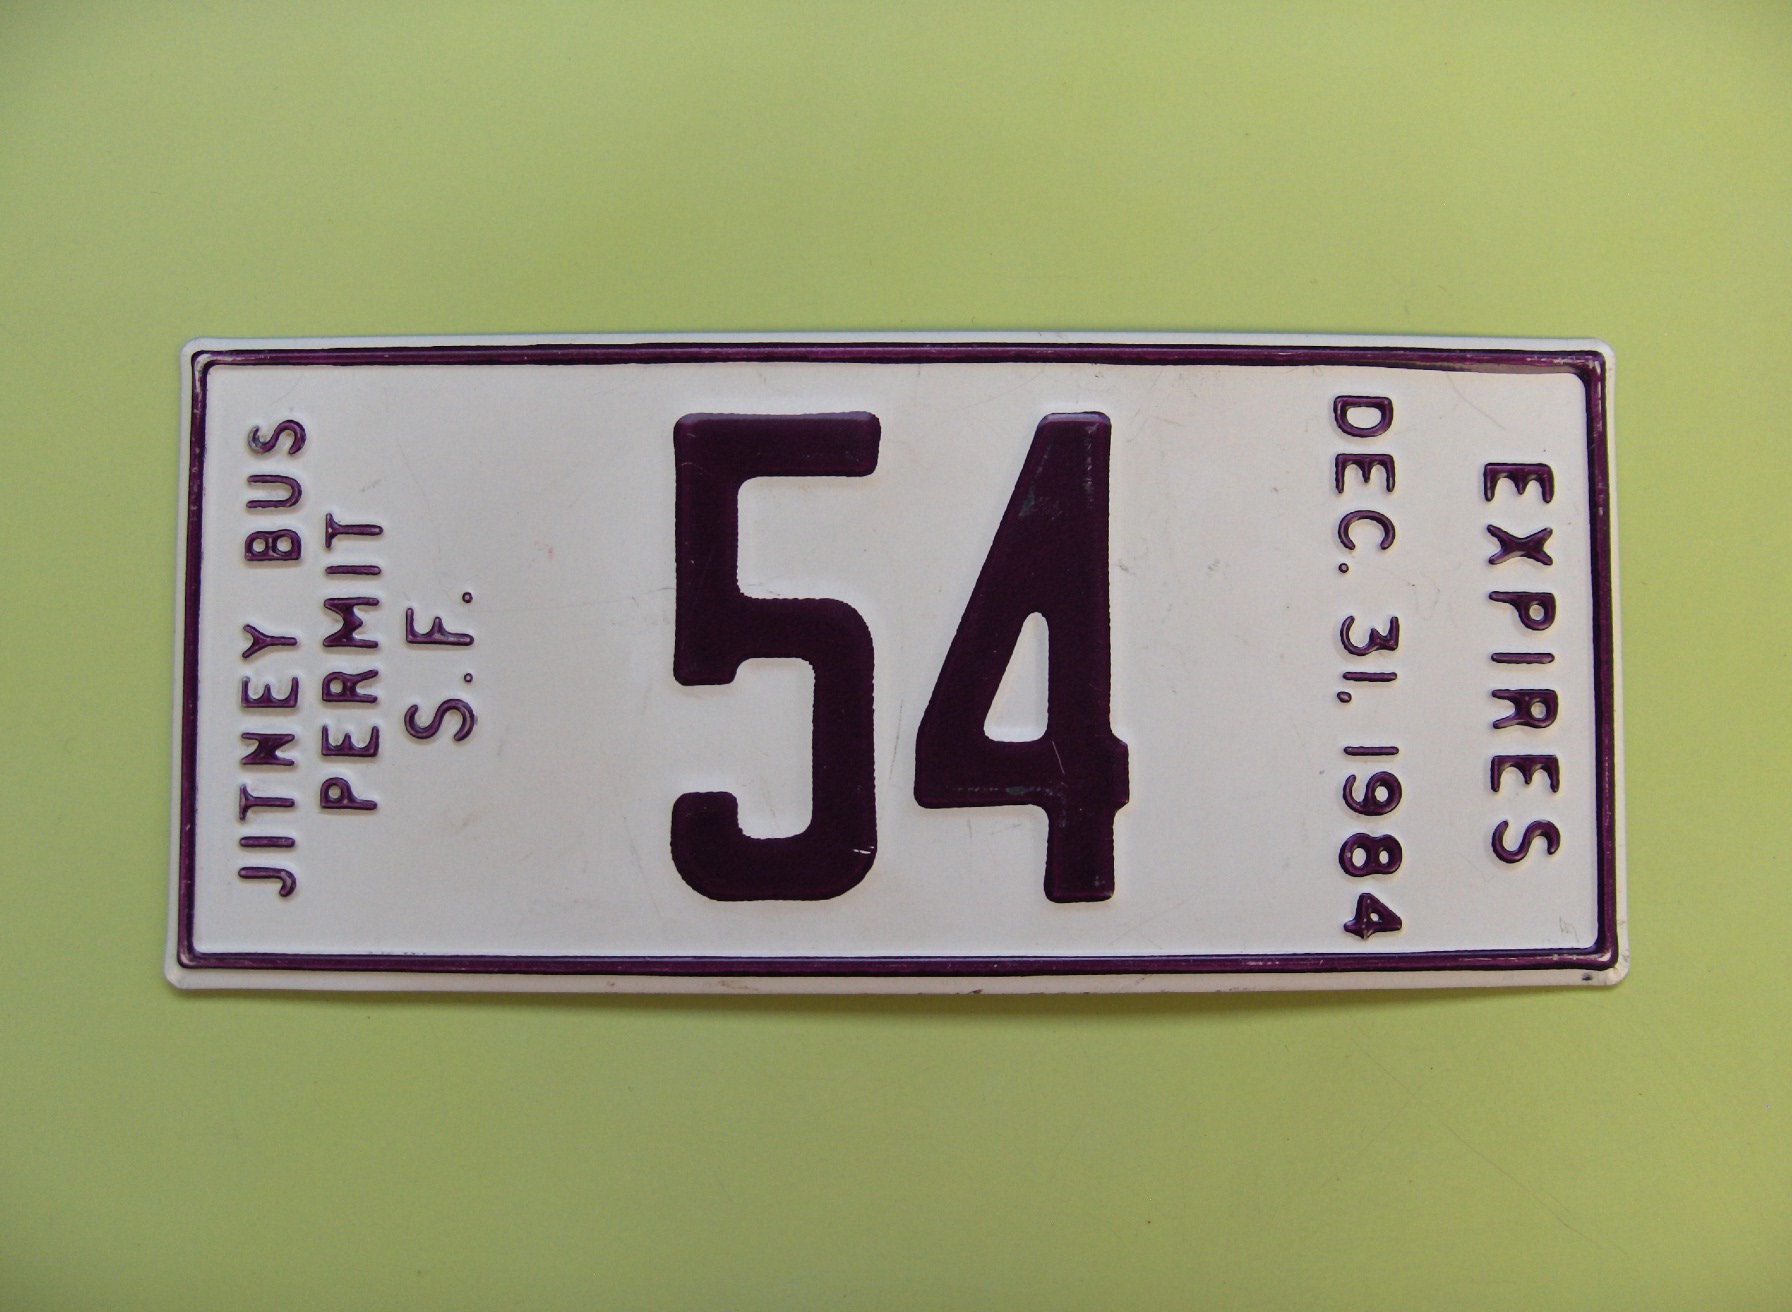 JITNEY BUS
PERMIT
S.F.
54
EXPIRES
DEC. 31, 1984